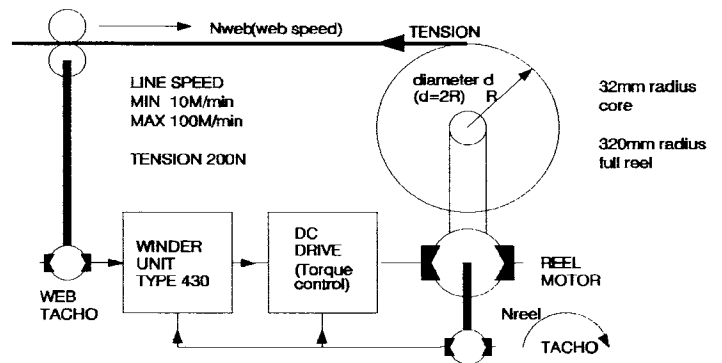 Nweb(web speed)
TENSION
LINE SPEED
MIN 10M/min
MAX 100M/min
TENSION 200N
diameter d
(d=2R) R
32mm radius
core
320mm radius
full reel
WINDER
UNIT
TYPE 430
DC
DRIVE
(Torque
control)
REEL
MOTOR
WEB
TACHO
Nreel
TACHO